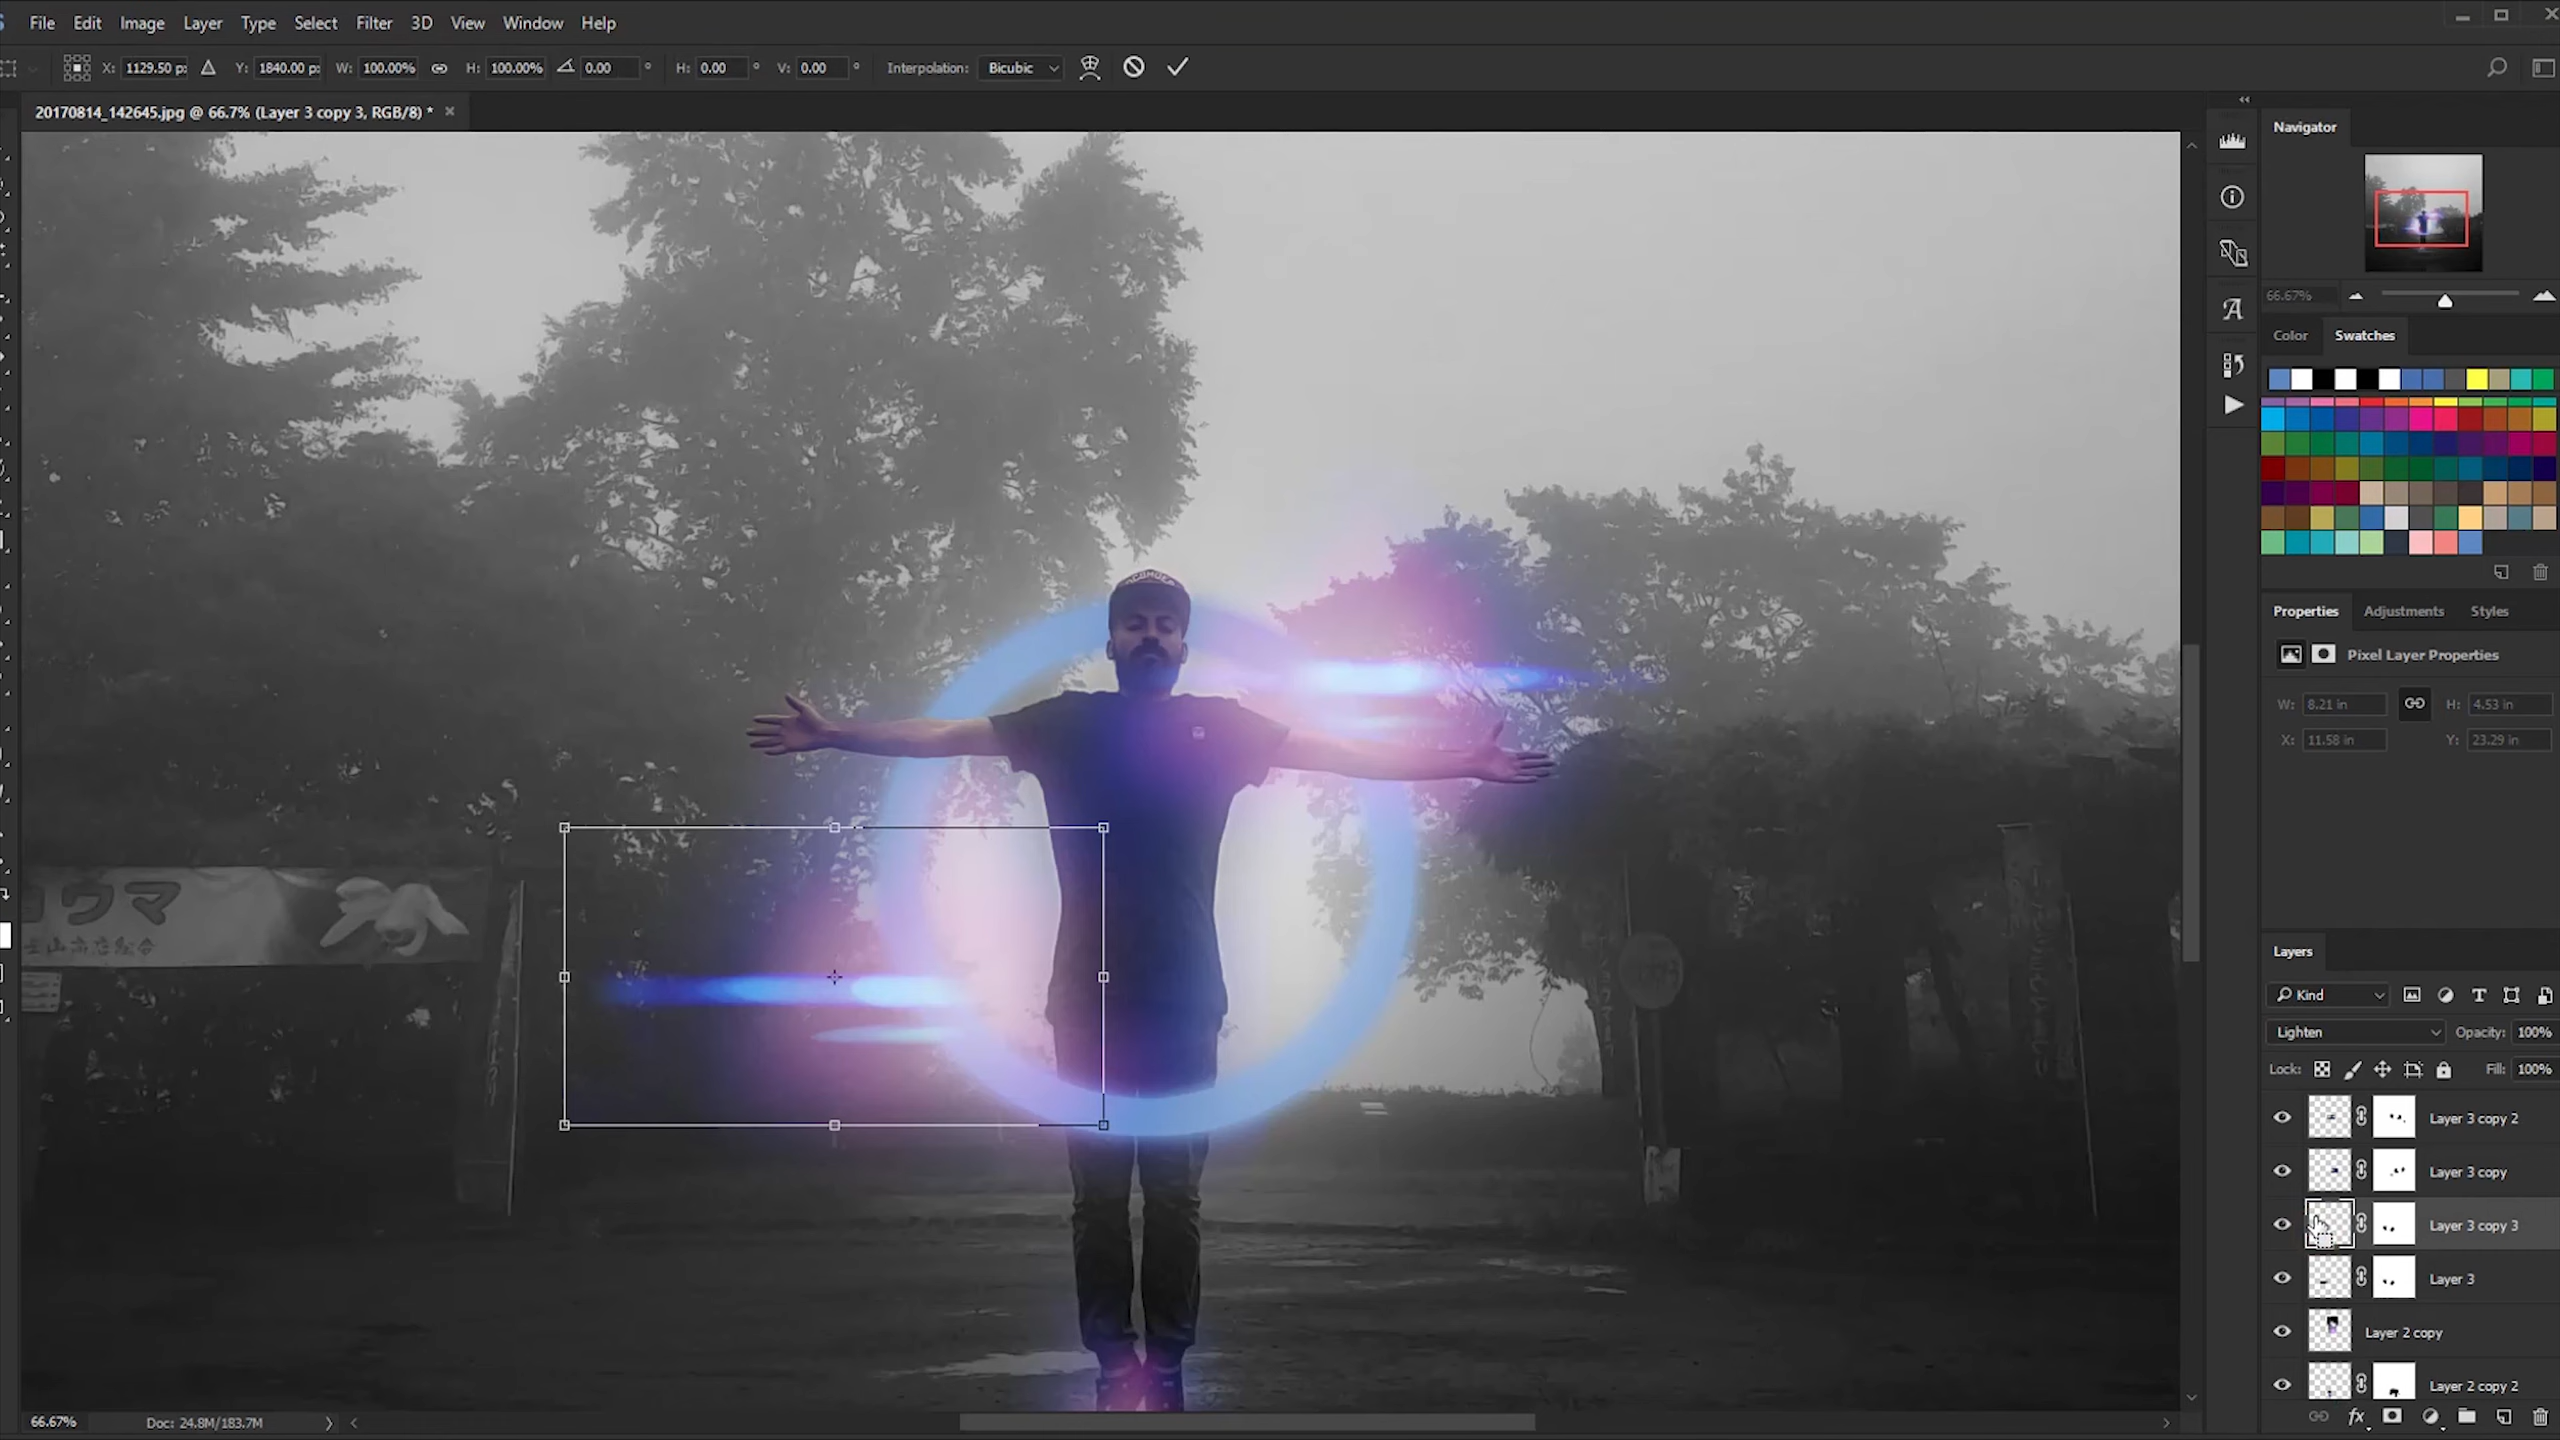 File Edit Image Layer Type Select Filter 3D View Window Help
X: 1129.50 p: Y: 1840.00 p: W: 100.00% H: 100.00% 0.00 ° H: 0.00 ° V: 0.00 ° Interpolation: Bicubic
20170814_142645.jpg @ 66.7% (Layer 3 copy 3, RGB/8) *
Navigator
66.67%
Color Swatches
Properties Adjustments Styles
Pixel Layer Properties
W: 8.21 in H: 4.53 in
X: 11.58 in Y: 23.29 in
Layers
Kind
Lighten Opacity: 100%
Lock: Fill: 100%
Layer 3 copy 2
Layer 3 copy
Layer 3 copy 3
Layer 3
Layer 2 copy
Layer 2 copy 2
fx
ウマ
66.67% Doc: 24.8M/183.7M